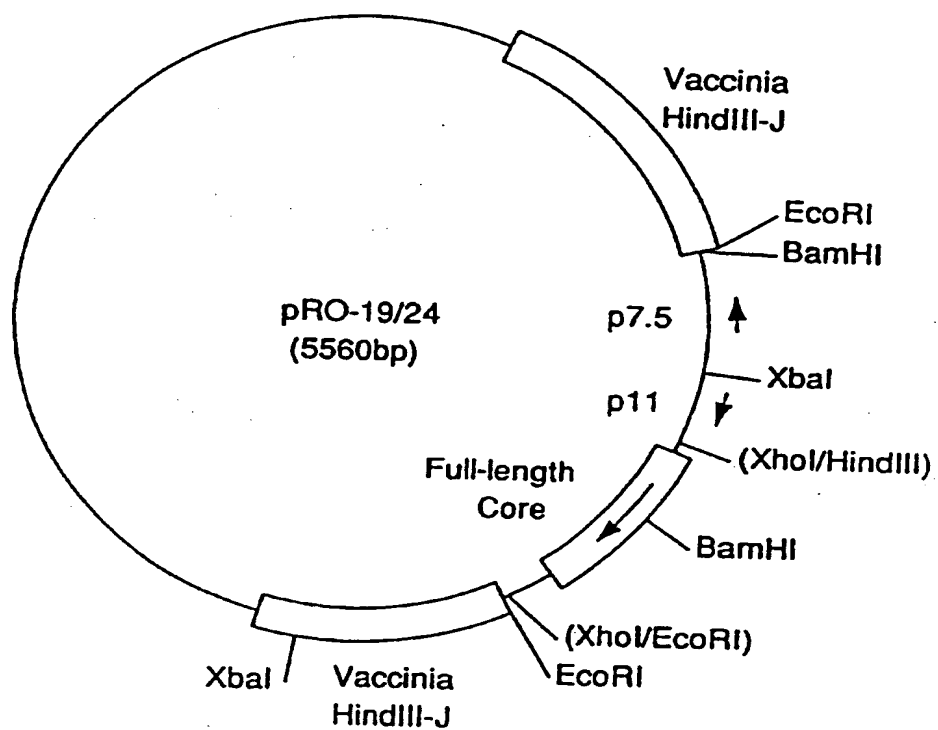 Vaccinia
HindIII-J
EcoRI
BamHI
pRO-19/24
(5560bp)
p7.5
XbaI
p11
(XhoI/HindIII)
Full-length
Core
BamHI
(XhoI/EcoRI)
EcoRI
XbaI
Vaccinia
HindIII-J